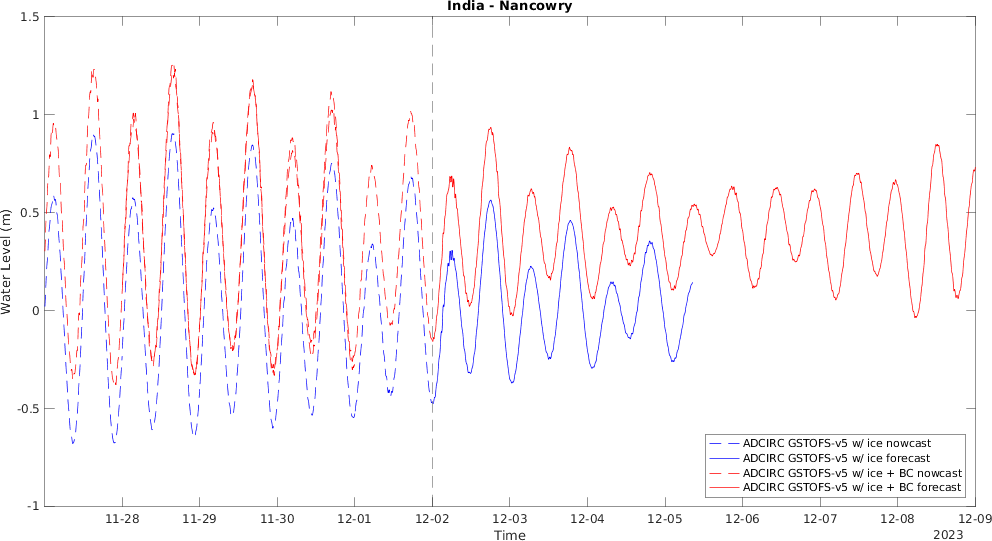 India - Nancowry
1.5
1
0.5
0
-0.5
-1
Water Level (m)
11-28
11-29
11-30
12-01
12-02
12-03
12-04
12-05
12-06
12-07
12-08
12-09
Time
2023
ADCIRC GSTOFS-v5 w/ ice nowcast
ADCIRC GSTOFS-v5 w/ ice forecast
ADCIRC GSTOFS-v5 w/ ice + BC nowcast
ADCIRC GSTOFS-v5 w/ ice + BC forecast